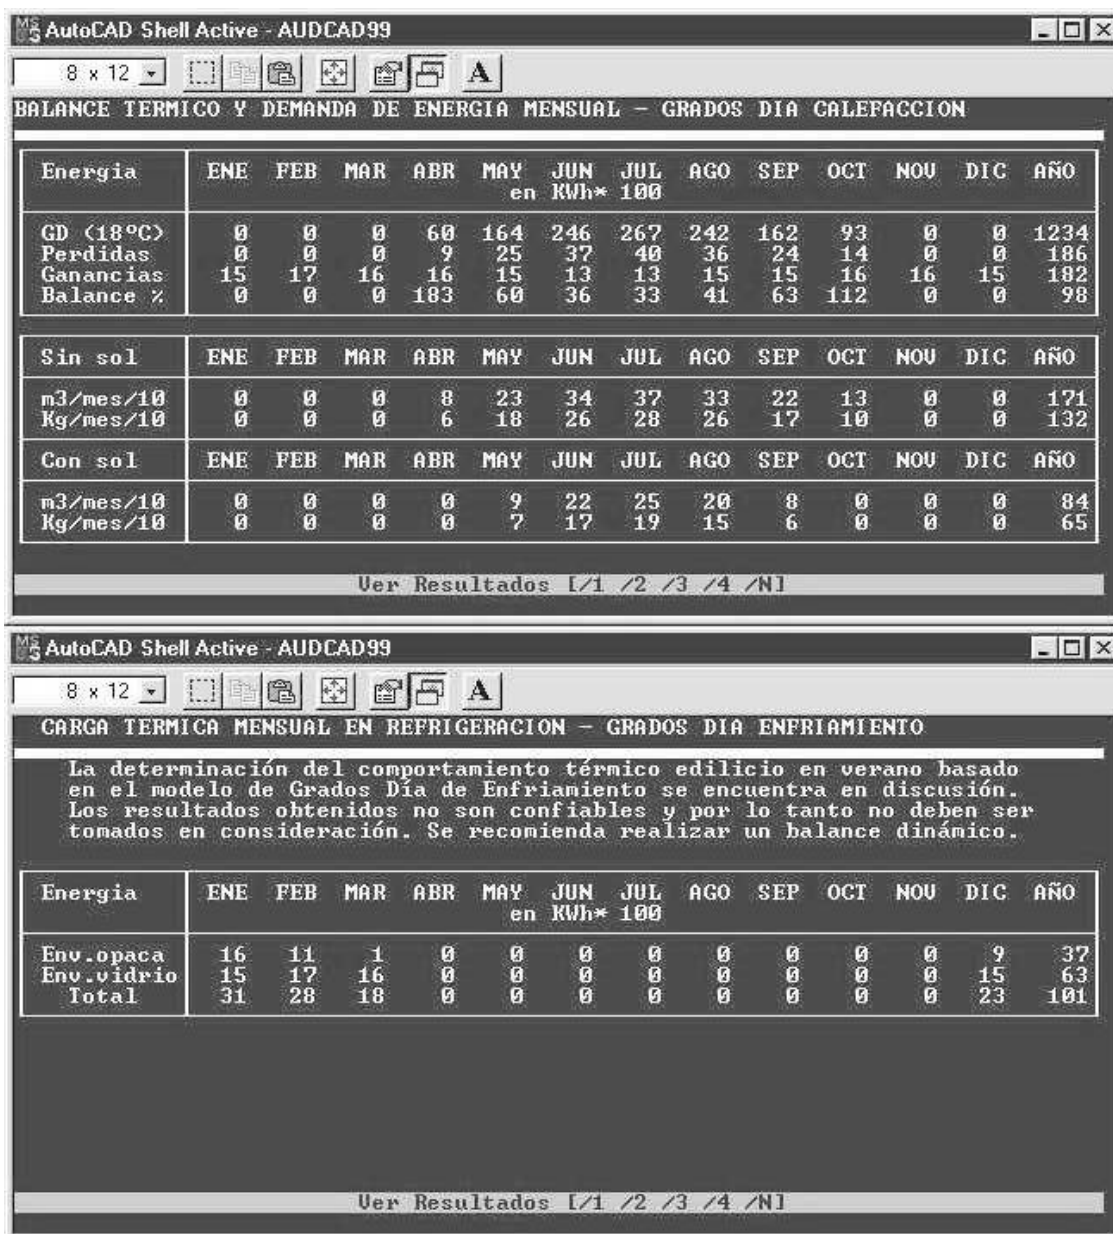 AutoCAD Shell Active - AUDCAD99
8 x 12
A
BALANCE TERMICO Y DEMANDA DE ENERGIA MENSUAL - GRADOS DIA CALEFACCION
Energia ENE FEB MAR ABR MAY JUN JUL AGO SEP OCT NOV DIC AÑO
en KWh* 100
GD (18ºC) 0 0 0 60 164 246 267 242 162 93 0 0 1234
Perdidas 0 0 0 9 25 37 40 36 24 14 0 0 186
Ganancias 15 17 16 16 15 13 13 15 15 16 16 15 182
Balance % 0 0 0 183 60 36 33 41 63 112 0 0 98
Sin sol ENE FEB MAR ABR MAY JUN JUL AGO SEP OCT NOV DIC AÑO
m3/mes/10 0 0 0 8 23 34 37 33 22 13 0 0 171
Kg/mes/10 0 0 0 6 18 26 28 26 17 10 0 0 132
Con sol ENE FEB MAR ABR MAY JUN JUL AGO SEP OCT NOV DIC AÑO
m3/mes/10 0 0 0 0 9 22 25 20 8 0 0 0 84
Kg/mes/10 0 0 0 0 7 17 19 15 6 0 0 0 65
Ver Resultados [/1 /2 /3 /4 /N]
AutoCAD Shell Active - AUDCAD99
8 x 12
A
CARGA TERMICA MENSUAL EN REFRIGERACION - GRADOS DIA ENFRIAMIENTO
La determinación del comportamiento térmico edilicio en verano basado
en el modelo de Grados Día de Enfriamiento se encuentra en discusión.
Los resultados obtenidos no son confiables y por lo tanto no deben ser
tomados en consideración. Se recomienda realizar un balance dinámico.
Energia ENE FEB MAR ABR MAY JUN JUL AGO SEP OCT NOV DIC AÑO
en KWh* 100
Env.opaca 16 11 1 0 0 0 0 0 0 0 0 9 37
Env.vidrio 15 17 16 0 0 0 0 0 0 0 0 15 63
Total 31 28 18 0 0 0 0 0 0 0 0 23 101
Ver Resultados [/1 /2 /3 /4 /N]